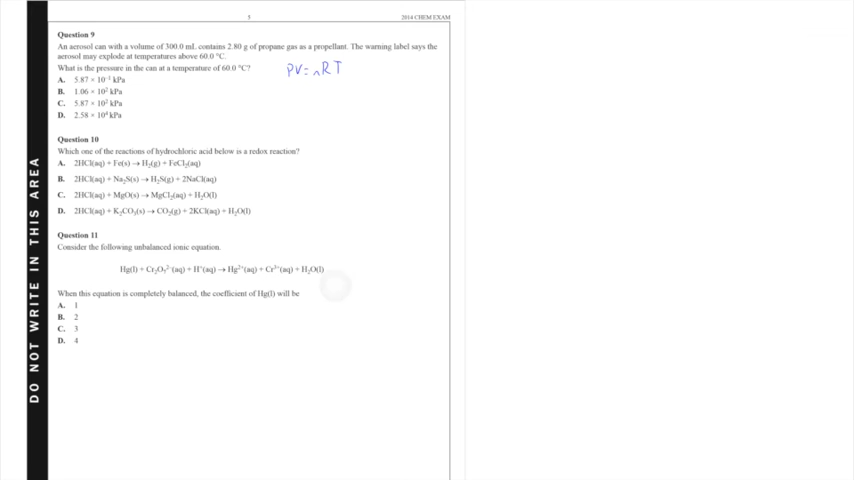 5
2014 CHEM EXAM
Question 9
An aerosol can with a volume of 300.0 mL contains 2.80 g of propane gas as a propellant. The warning label says the
aerosol may explode at temperatures above 60.0 °C.
What is the pressure in the can at a temperature of 60.0 °C?
PV=nRT
A. 5.87 × 10⁻¹ kPa
B. 1.06 × 10² kPa
C. 5.87 × 10² kPa
D. 2.58 × 10⁴ kPa
Question 10
Which one of the reactions of hydrochloric acid below is a redox reaction?
A. 2HCl(aq) + Fe(s) → H₂(g) + FeCl₂(aq)
B. 2HCl(aq) + Na₂S(s) → H₂S(g) + 2NaCl(aq)
C. 2HCl(aq) + MgO(s) → MgCl₂(aq) + H₂O(l)
D. 2HCl(aq) + K₂CO₃(s) → CO₂(g) + 2KCl(aq) + H₂O(l)
Question 11
Consider the following unbalanced ionic equation.
Hg(l) + Cr₂O₇²⁻(aq) + H⁺(aq) → Hg²⁺(aq) + Cr³⁺(aq) + H₂O(l)
When this equation is completely balanced, the coefficient of Hg(l) will be
A. 1
B. 2
C. 3
D. 4
DO NOT WRITE IN THIS AREA